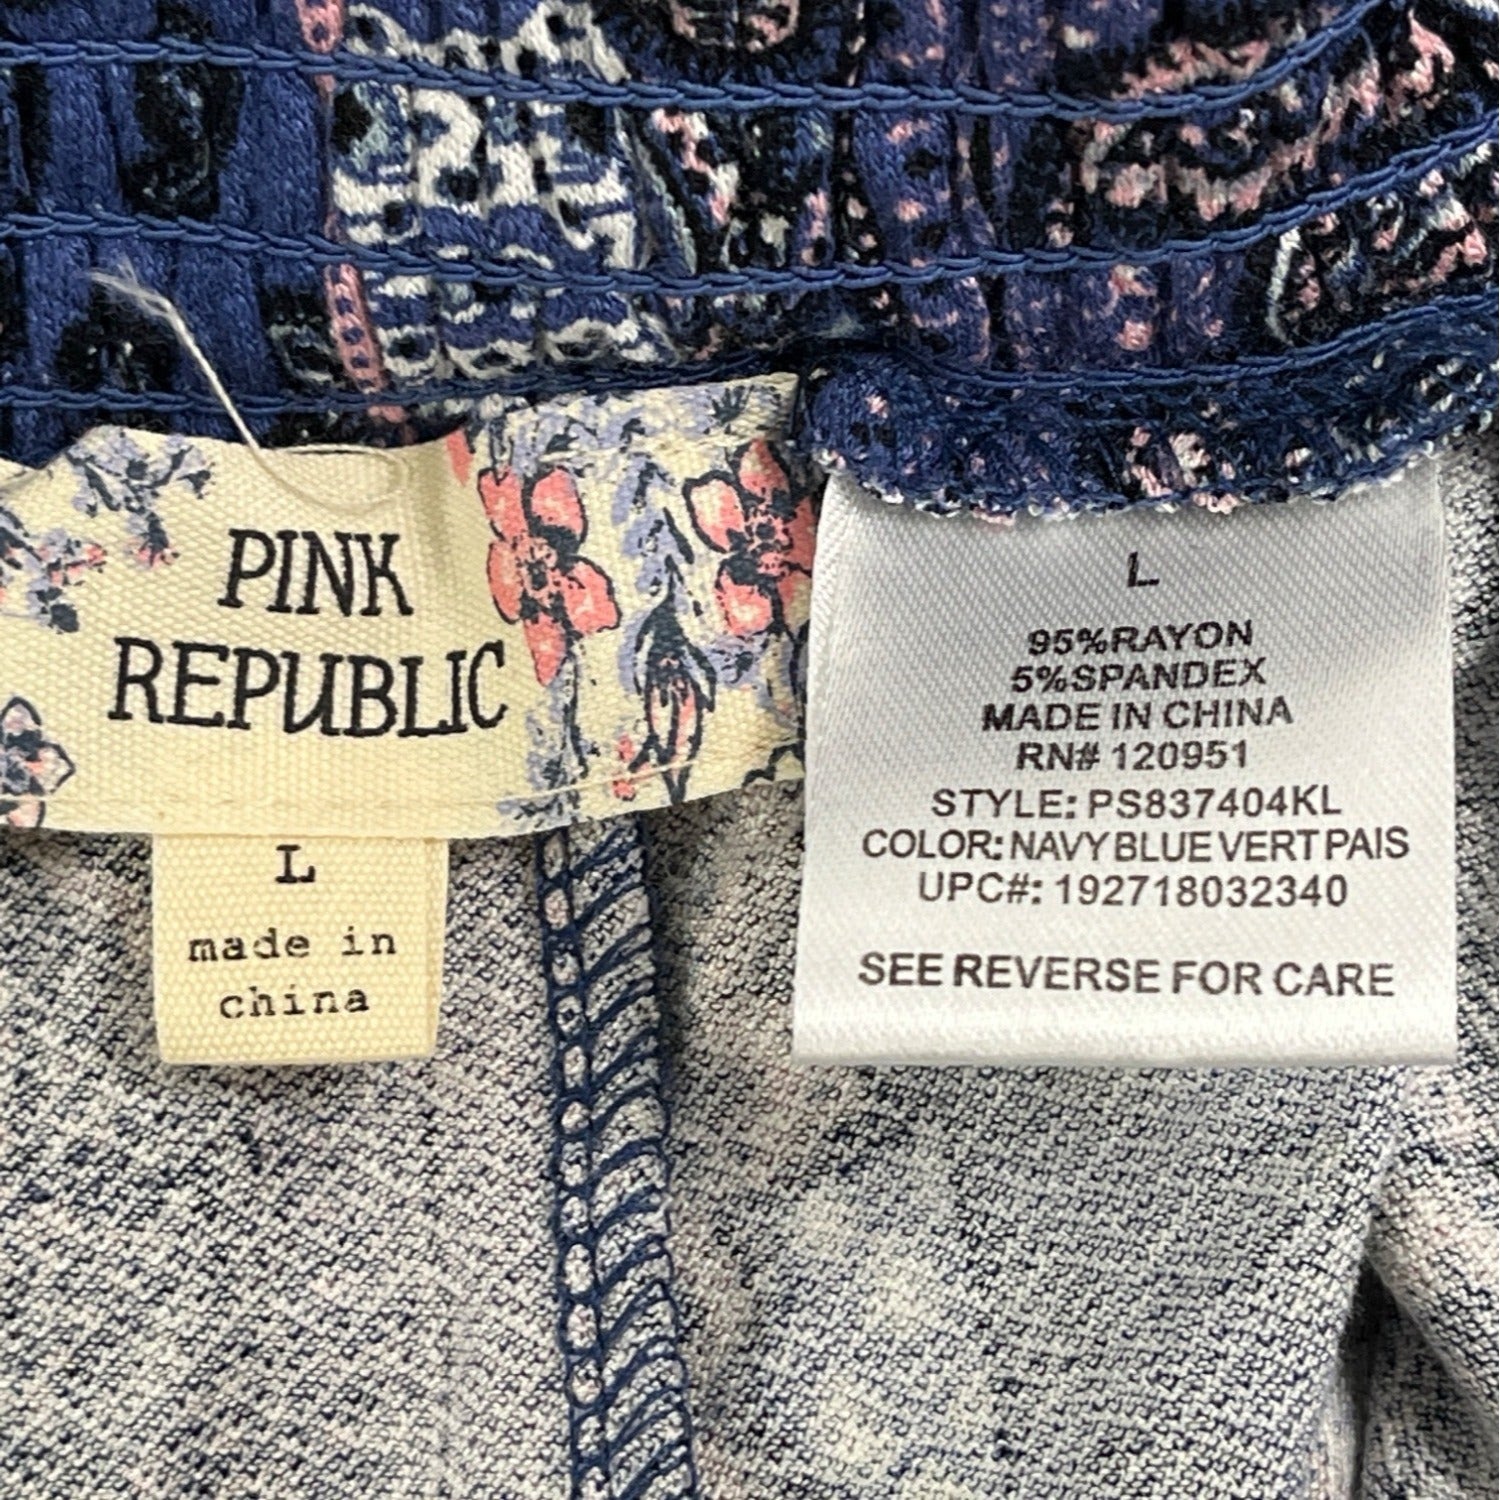 PINK
REPUBLIC
L
made in
china
L
95%RAYON
5%SPANDEX
MADE IN CHINA
RN# 120951
STYLE: PS837404KL
COLOR: NAVY BLUE VERT PAIS
UPC#: 192718032340
SEE REVERSE FOR CARE